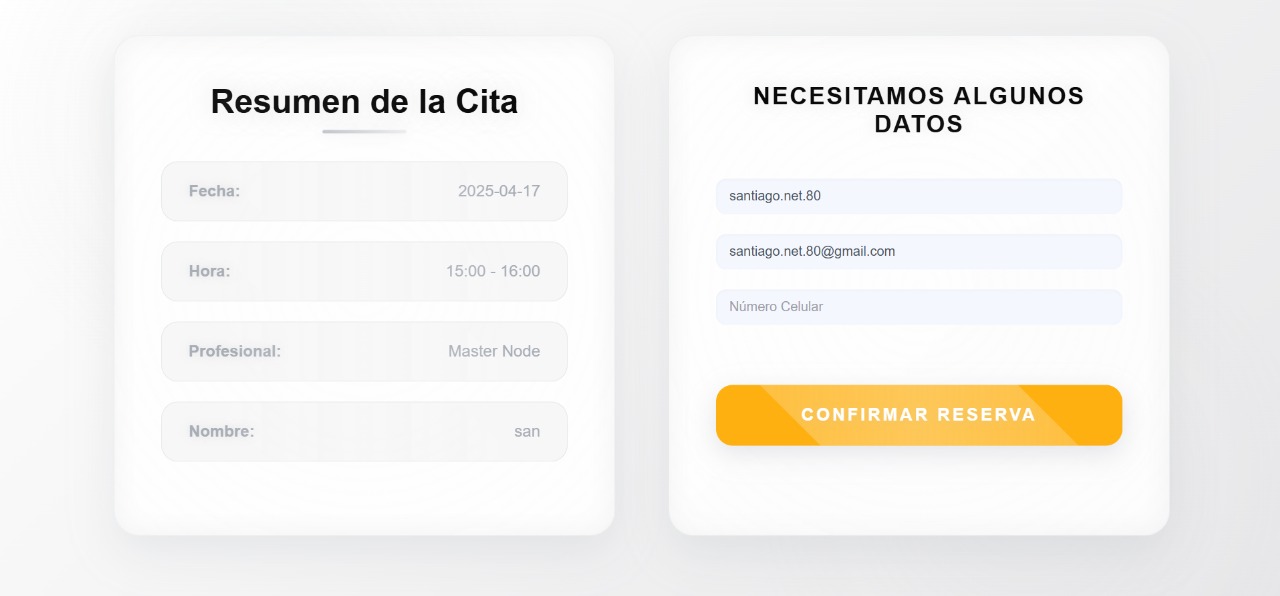 Resumen de la Cita
Fecha: 2025-04-17
Hora: 15:00 - 16:00
Profesional: Master Node
Nombre: san
NECESITAMOS ALGUNOS
DATOS
santiago.net.80
santiago.net.80@gmail.com
Número Celular
CONFIRMAR RESERVA